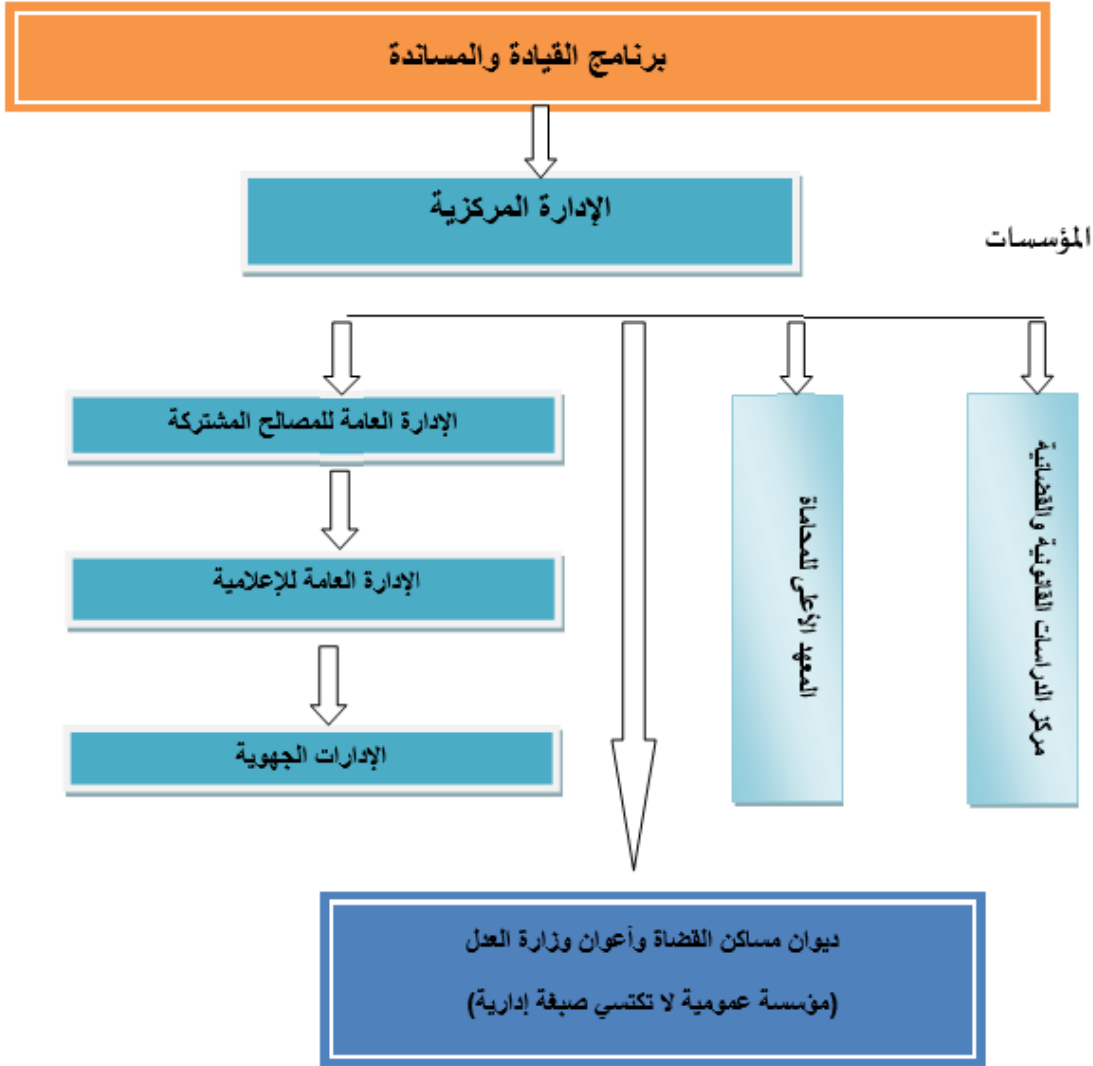 برنامج القيادة والمساندة
الإدارة المركزية
المؤسسات
الإدارة العامة للمصالح المشتركة
الإدارة العامة للإعلامية
الإدارات الجهوية
المعهد الأعلى للمحاماة
مركز الدراسات القانونية والقضائية
ديوان مساكن القضاة وأعوان وزارة العدل
(مؤسسة عمومية لا تكتسي صبغة إدارية)